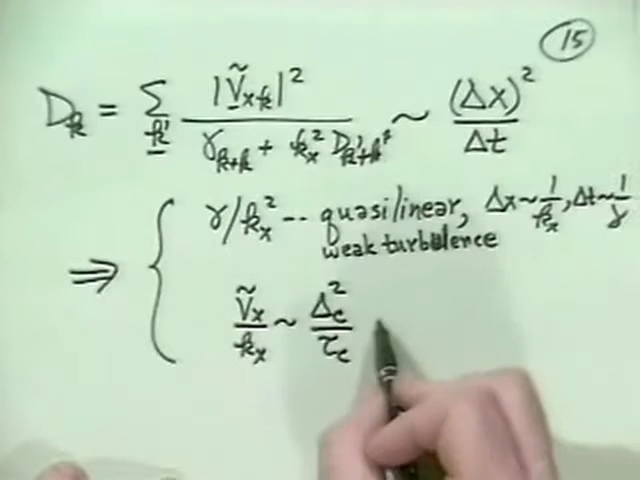 15
D_k = Σ_k' |Ṽ_xk|² / γ_k+k + k_x² D_k'+k' ~ (Δx)² / Δt
⇒ { γ/k_x² -- quasilinear, Δx ~ 1/k_x, Δt ~ 1/γ
weak turbulence
Ṽ_x / k_x ~ Δ_c² / τ_c